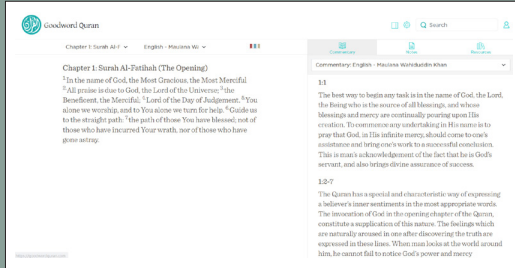 Goodword Quran
Search
Chapter 1: Surah Al-F
English - Maulana Wa
Commentary
Notes
Resources
Chapter 1: Surah Al-Fatihah (The Opening)
1 In the name of God, the Most Gracious, the Most Merciful
2 All praise is due to God, the Lord of the Universe; 3 the
Beneficent, the Merciful; 4 Lord of the Day of Judgement. 5 You
alone we worship, and to You alone we turn for help. 6 Guide us
to the straight path: 7 the path of those You have blessed; not of
those who have incurred Your wrath, nor of those who have
gone astray.
Commentary: English - Maulana Wahiduddin Khan
1:1
The best way to begin any task is in the name of God, the Lord,
the Being who is the source of all blessings, and whose
blessings and mercy are continually pouring upon His
creation. To commence any undertaking in His name is to
pray that God, in His infinite mercy, should come to one's
assistance and bring one's work to a successful conclusion.
This is man's acknowledgement of the fact that he is God's
servant, and also brings divine assurance of success.
1:2-7
The Quran has a special and characteristic way of expressing
a believer's inner sentiments in the most appropriate words.
The invocation of God in the opening chapter of the Quran,
constitute a supplication of this nature. The feelings which
are naturally aroused in one after discovering the truth are
expressed in these lines. When man looks at the world around
him, he cannot fail to notice God's power and mercy